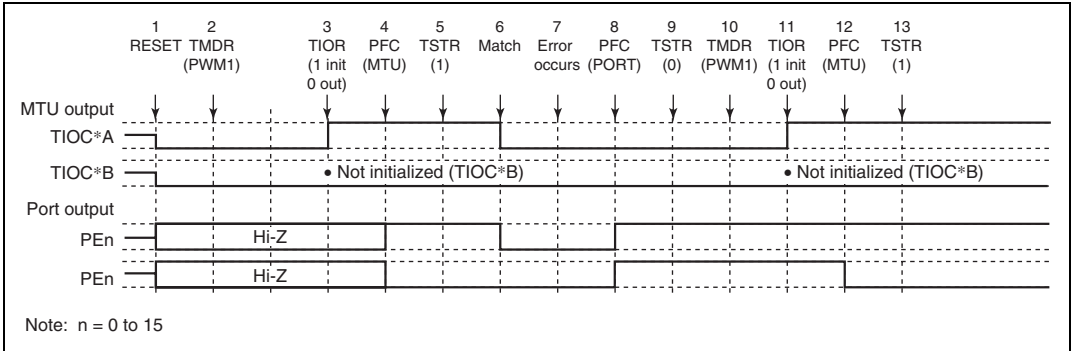 1 2 3 4 5 6 7 8 9 10 11 12 13
RESET TMDR TIOR PFC TSTR Match Error PFC TSTR TMDR TIOR PFC TSTR
(PWM1) (1 init (MTU) (1) occurs (PORT) (0) (PWM1) (1 init (MTU) (1)
0 out) 0 out)
MTU output
TIOC*A
TIOC*B • Not initialized (TIOC*B) • Not initialized (TIOC*B)
Port output
PEn Hi-Z
PEn Hi-Z
Note: n = 0 to 15